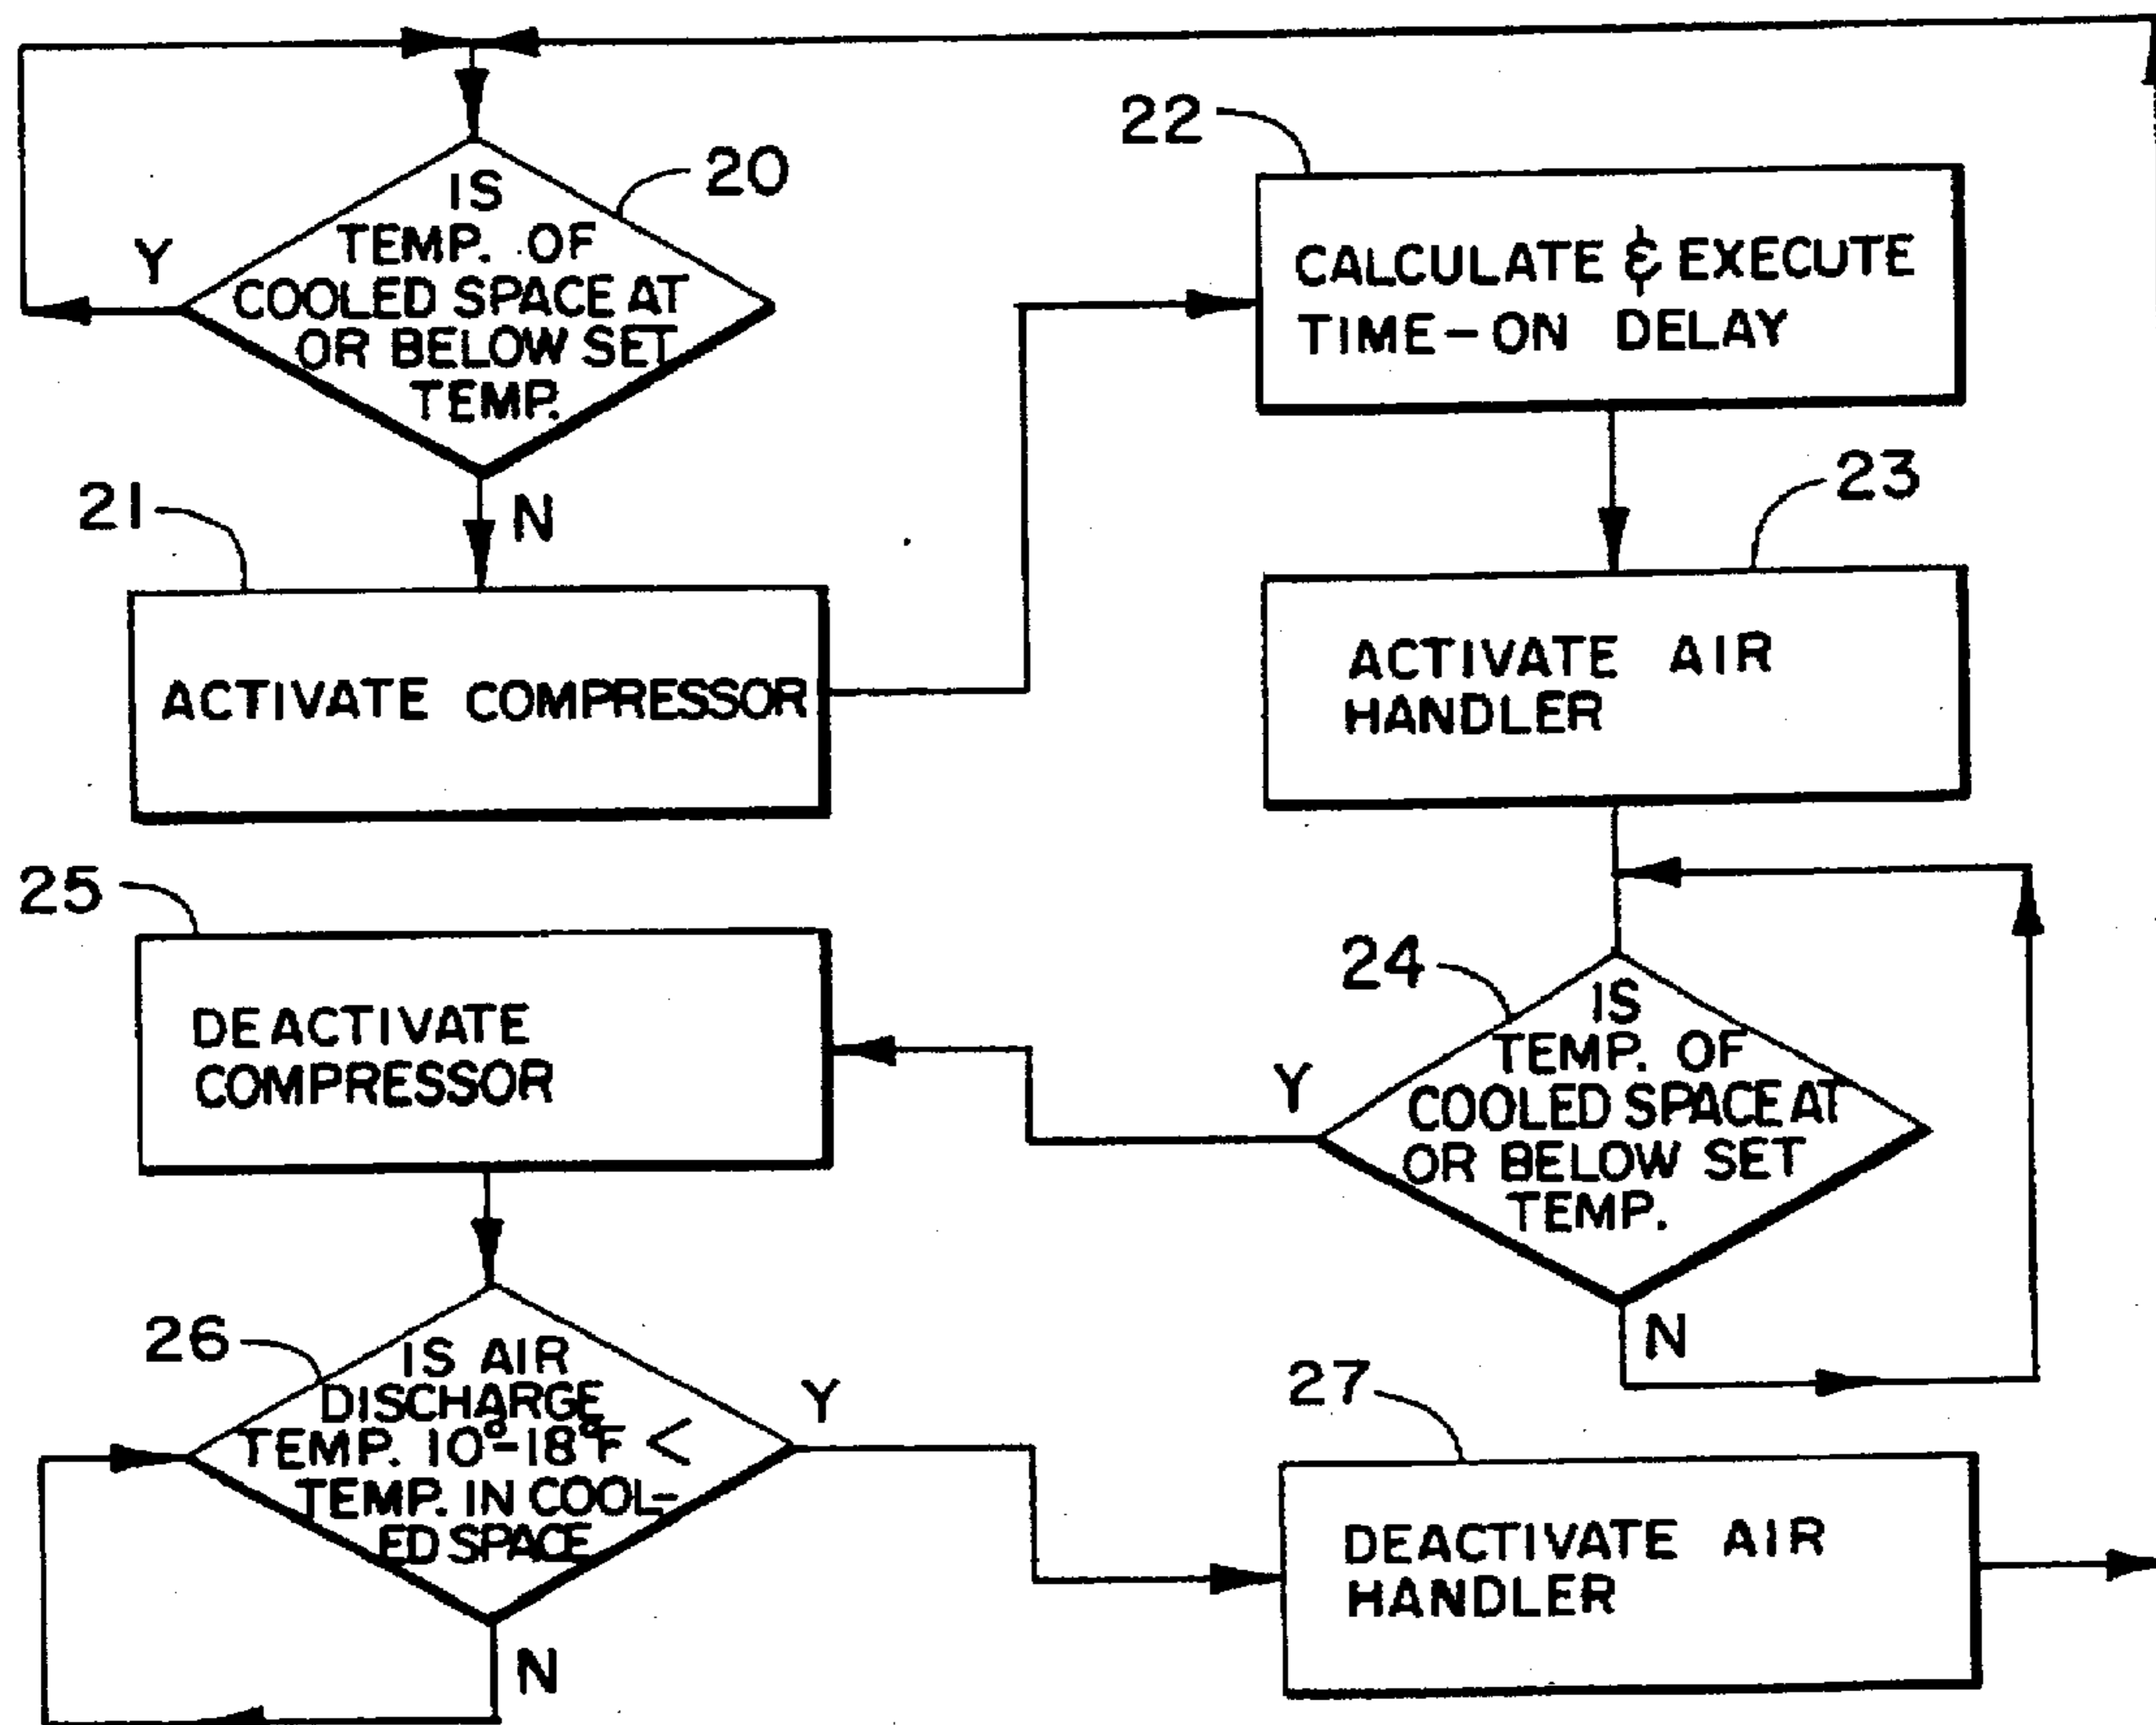 20
IS
TEMP. OF
COOLED SPACE AT
OR BELOW SET
TEMP.
Y
N
21
ACTIVATE COMPRESSOR
22
CALCULATE & EXECUTE
TIME-ON DELAY
23
ACTIVATE AIR
HANDLER
24
IS
TEMP. OF
COOLED SPACE AT
OR BELOW SET
TEMP.
Y
N
25
DEACTIVATE
COMPRESSOR
26
IS AIR
DISCHARGE
TEMP. 10°-18°F <
TEMP. IN COOL-
ED SPACE
Y
N
27
DEACTIVATE AIR
HANDLER